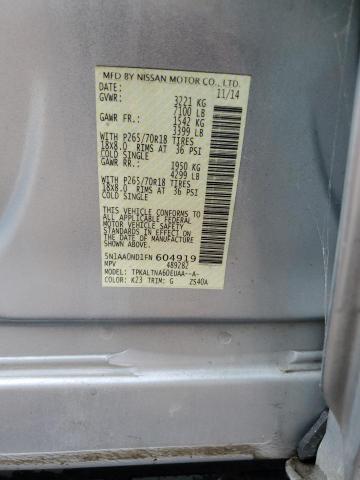 MFD BY NISSAN MOTOR CO., LTD.
DATE: 11/14
GVWR: 3221 KG
7100 LB
GAWR FR.: 1542 KG
3399 LB
WITH P265/70R18 TIRES
18X8.0 RIMS AT 36 PSI
COLD SINGLE
GAWR RR.: 1950 KG
4299 LB
WITH P265/70R18 TIRES
18X8.0 RIMS AT 36 PSI
COLD SINGLE
THIS VEHICLE CONFORMS TO ALL
APPLICABLE FEDERAL
MOTOR VEHICLE SAFETY STANDARDS
IN EFFECT ON THE DATE OF
MANUFACTURE SHOWN ABOVE
5N1AA0ND1FN 604919
MPV 489282
MODEL: TPKALTNA60EUAA--A-
COLOR: K23 TRIM: G ZS40A